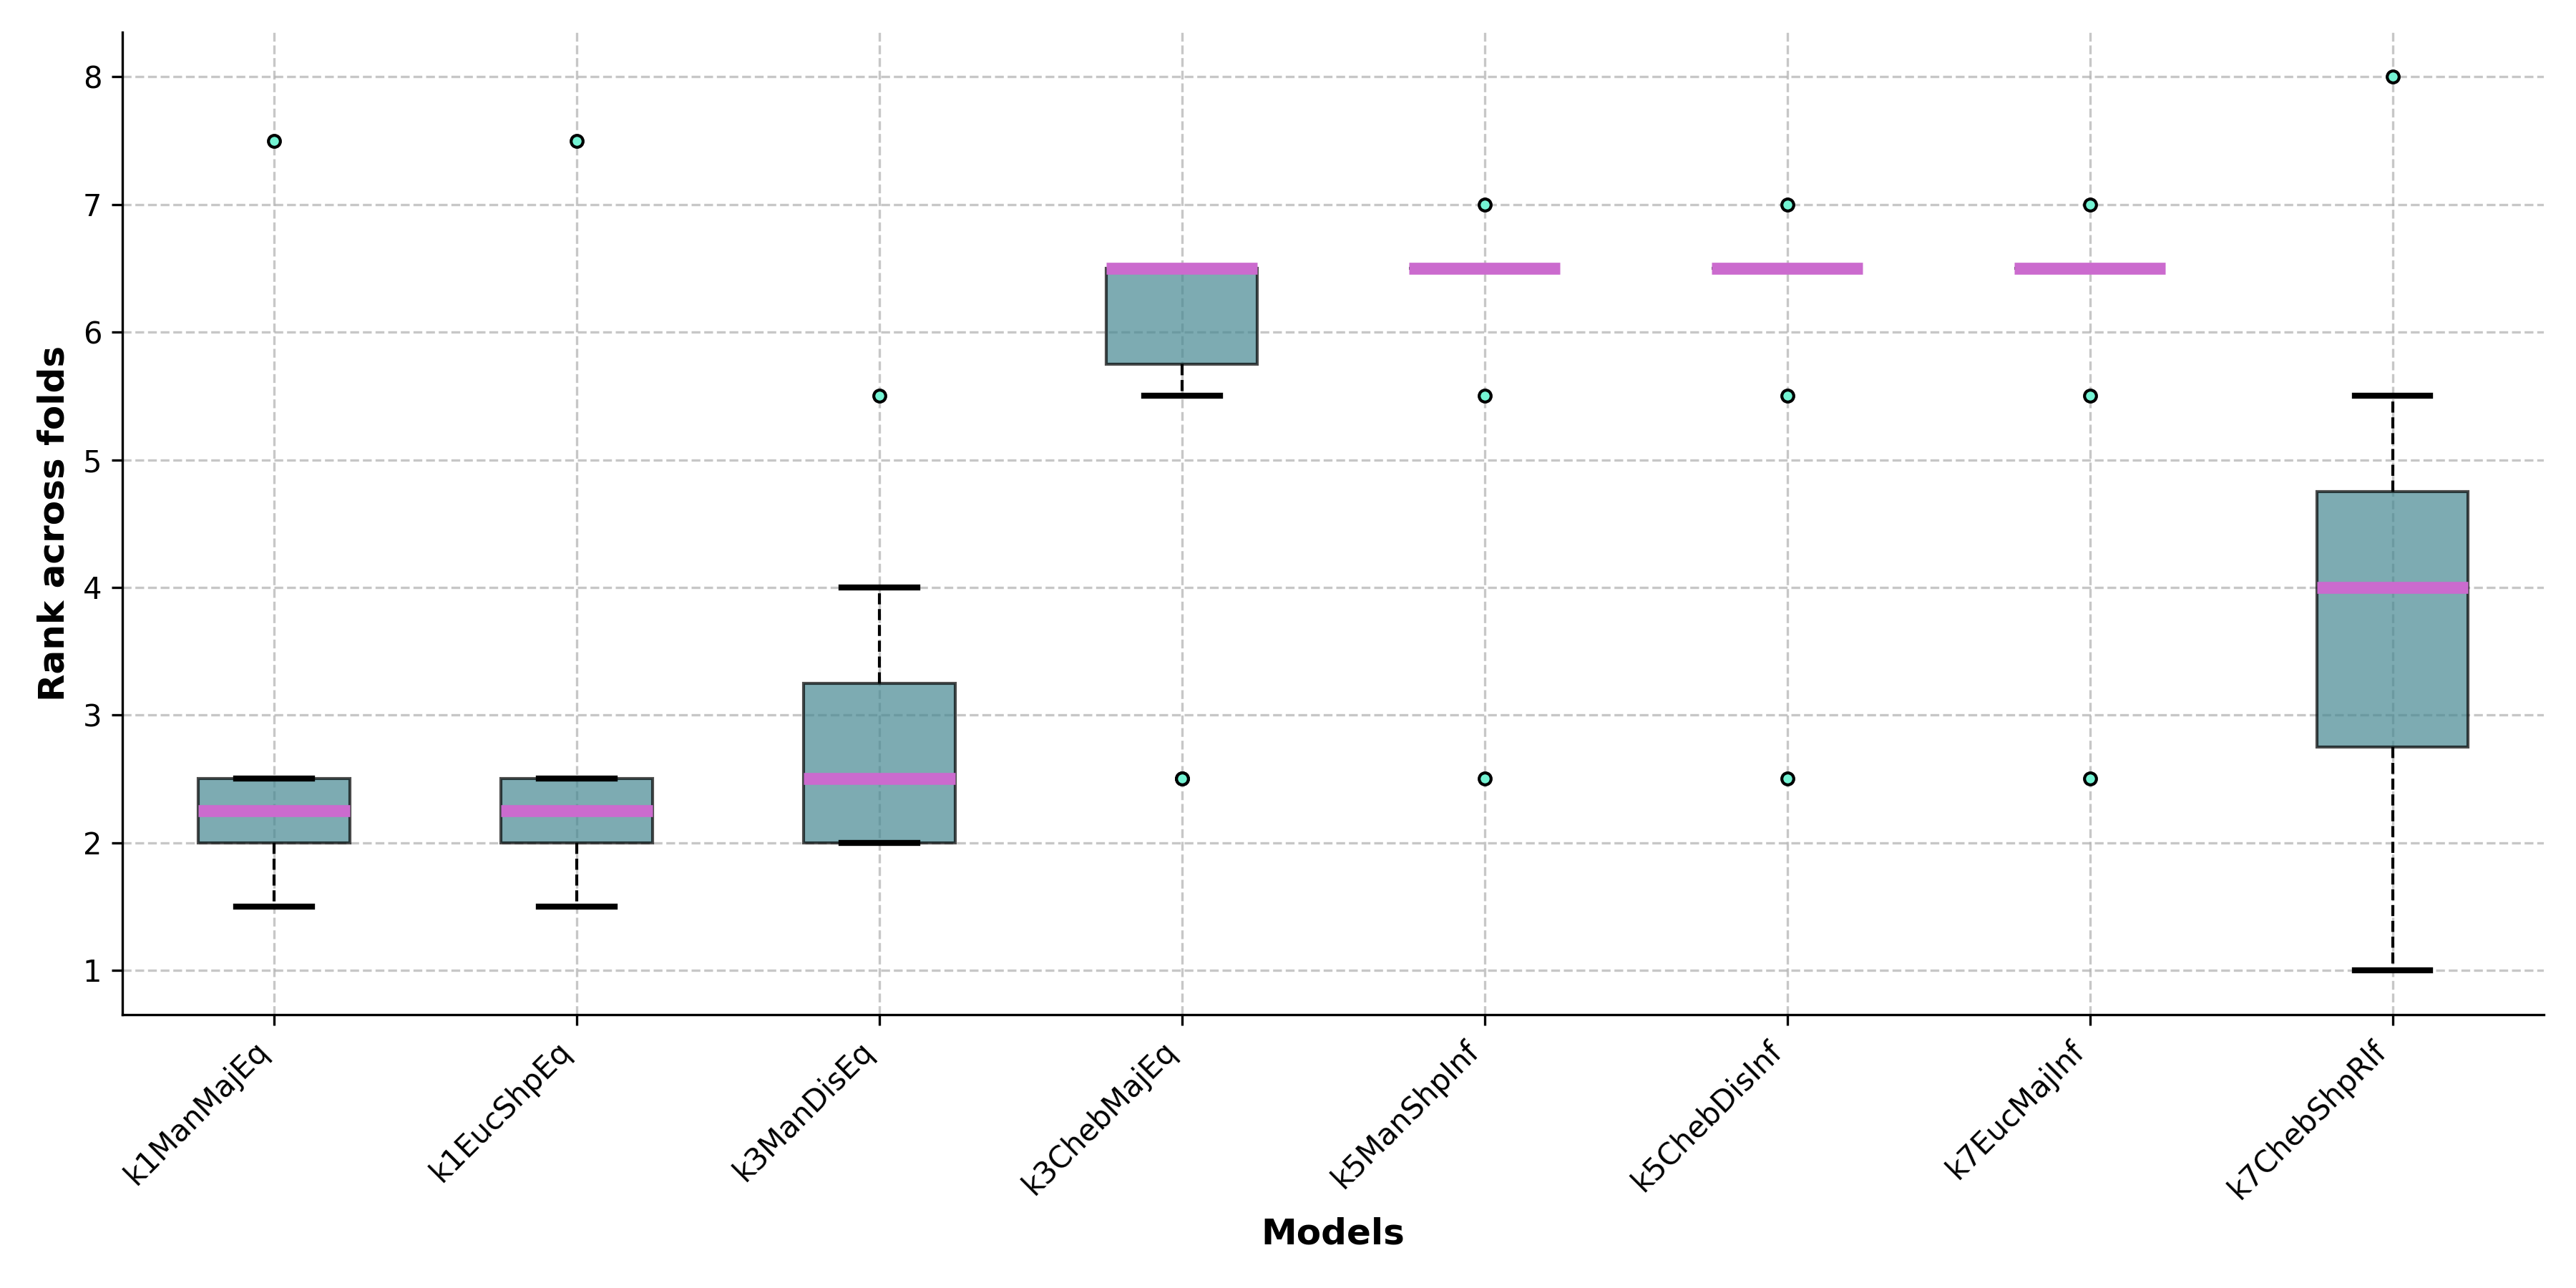 Rank across folds
8
7
6
5
4
3
2
1
k1ManMajEq
k1EucShpEq
k3ManDisEq
k3ChebMajEq
k5ManShpInf
k5ChebDisInf
k7EucMajInf
k7ChebShpRlf
Models